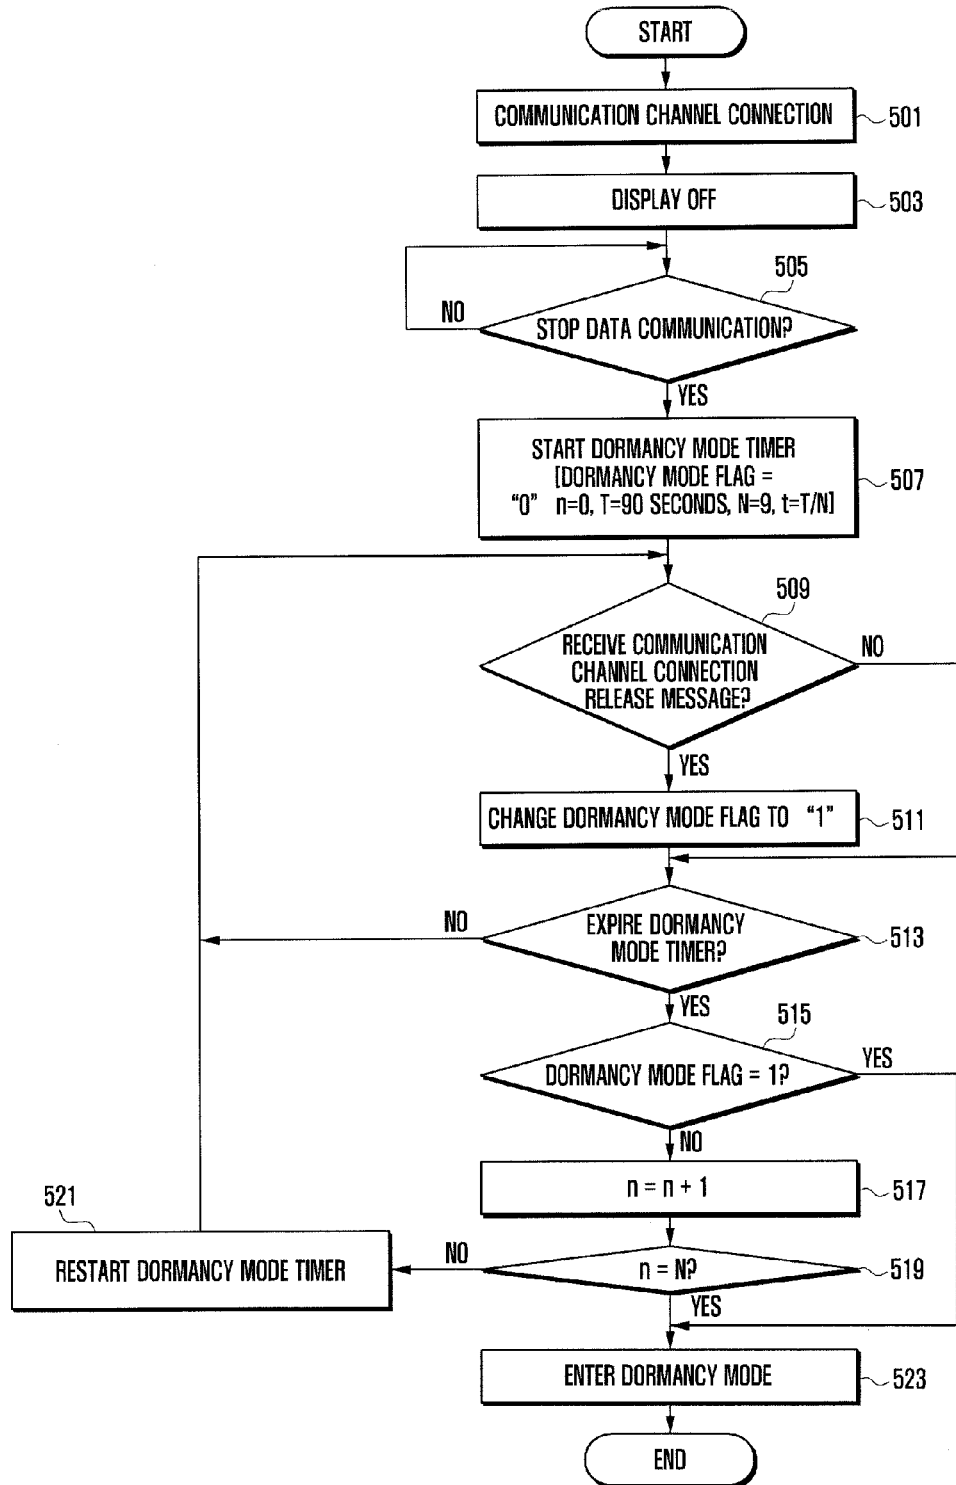 START
COMMUNICATION CHANNEL CONNECTION
501
DISPLAY OFF
503
505
NO
STOP DATA COMMUNICATION?
YES
START DORMANCY MODE TIMER
[DORMANCY MODE FLAG =
“0” n=0, T=90 SECONDS, N=9, t=T/N]
507
509
RECEIVE COMMUNICATION
CHANNEL CONNECTION
RELEASE MESSAGE?
NO
YES
CHANGE DORMANCY MODE FLAG TO “1”
511
NO
EXPIRE DORMANCY
MODE TIMER?
513
YES
515
DORMANCY MODE FLAG = 1?
YES
NO
n = n + 1
517
521
RESTART DORMANCY MODE TIMER
NO
n = N?
519
YES
ENTER DORMANCY MODE
523
END